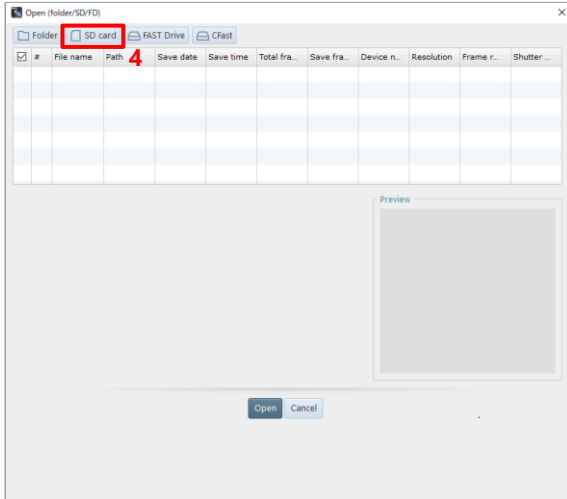 Open (folder/SD/FD)
Folder SD card FAST Drive CFast
4
# File name Path Save date Save time Total fra... Save fra... Device n... Resolution Frame r... Shutter ...
Preview
Open Cancel